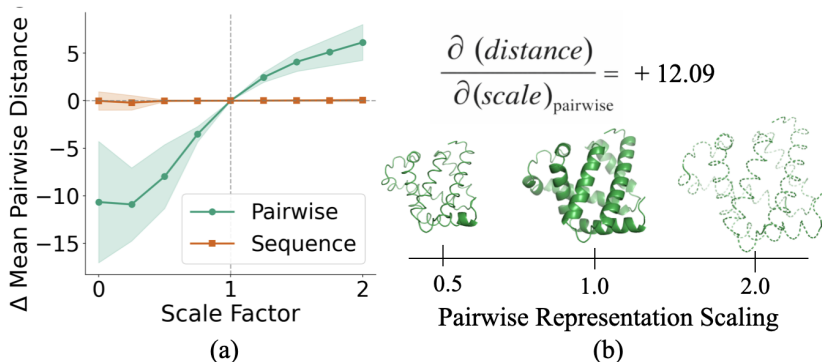 Δ Mean Pairwise Distance
5
0
−5
−10
−15
Pairwise
Sequence
0
1
2
Scale Factor
(a)
∂ (distance)
∂(scale)pairwise
= + 12.09
0.5
1.0
2.0
Pairwise Representation Scaling
(b)